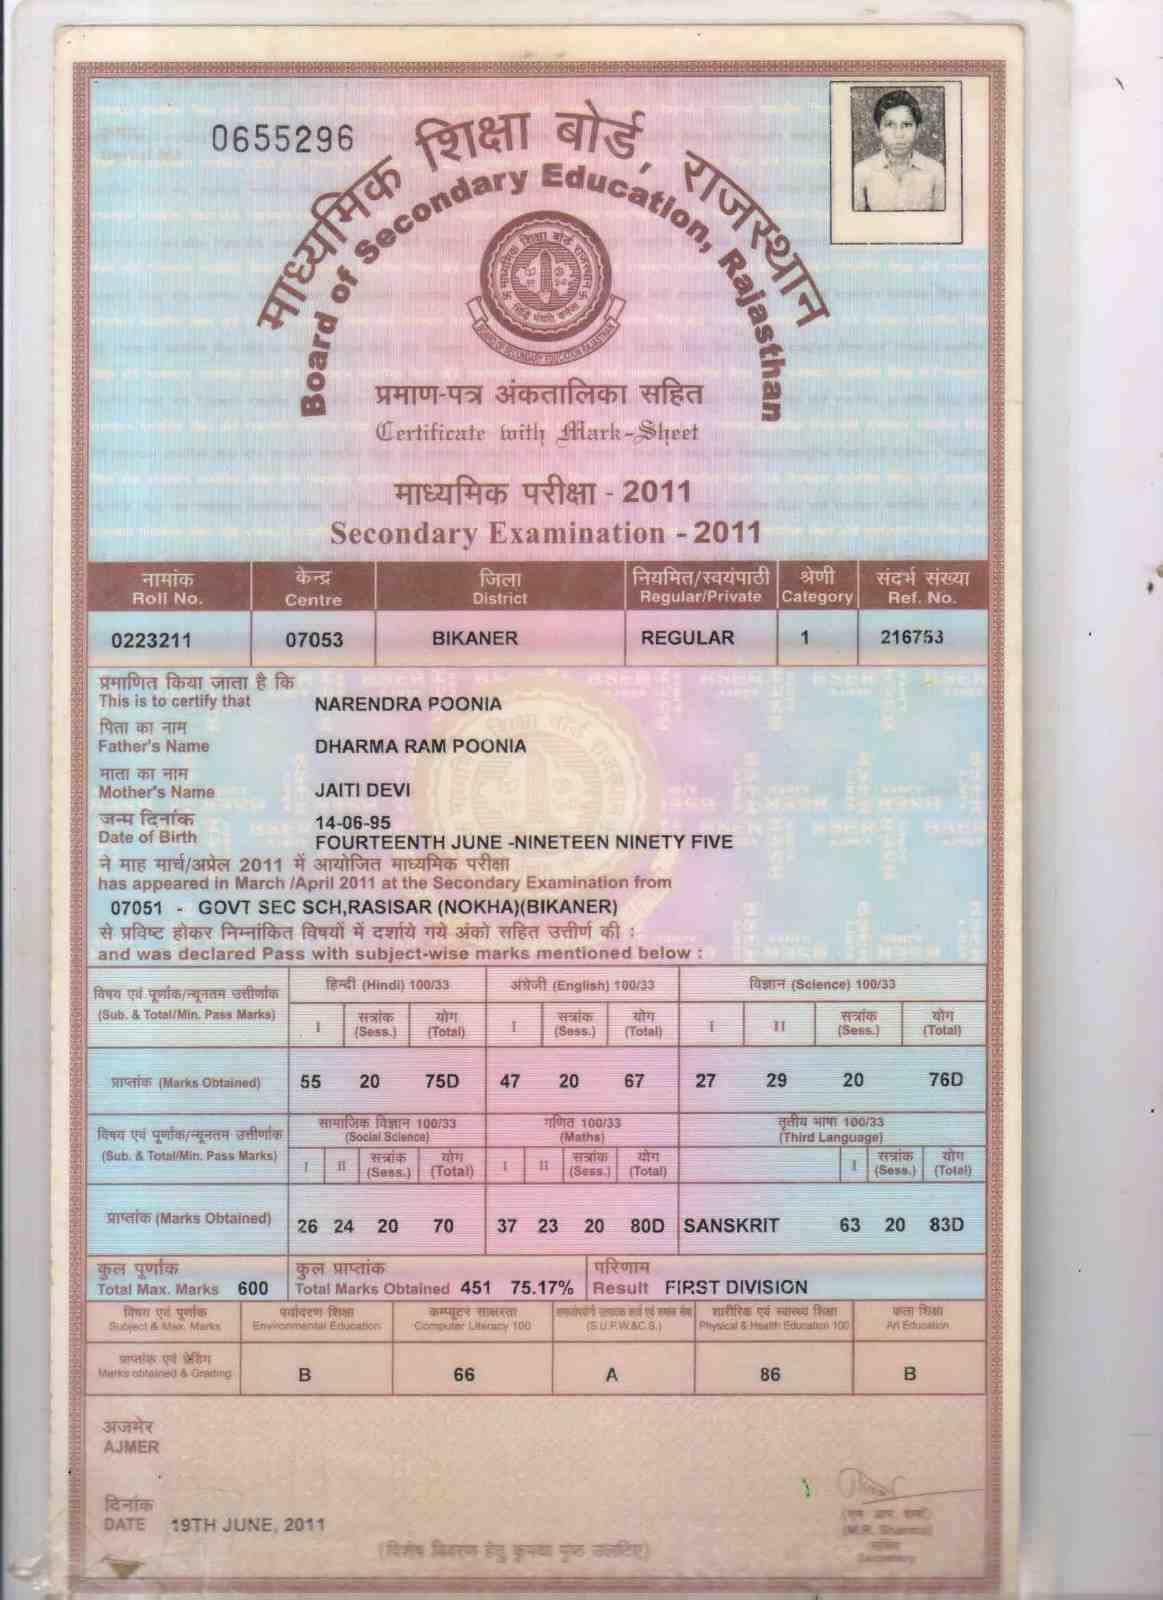 0655296
माध्यमिक शिक्षा बोर्ड, राजस्थान
Board of Secondary Education, Rajasthan
प्रमाण-पत्र अंकतालिका सहित
Certificate with Mark-Sheet
माध्यमिक परीक्षा - 2011
Secondary Examination - 2011
नामांक केन्द्र जिला नियमित/स्वयंपाठी श्रेणी संदर्भ संख्या
Roll No. Centre District Regular/Private Category Ref. No.
0223211 07053 BIKANER REGULAR 1 216753
प्रमाणित किया जाता है कि
This is to certify that NARENDRA POONIA
पिता का नाम
Father's Name DHARMA RAM POONIA
माता का नाम
Mother's Name JAITI DEVI
जन्म दिनांक 14-06-95
Date of Birth FOURTEENTH JUNE -NINETEEN NINETY FIVE
ने माह मार्च/अप्रेल 2011 में आयोजित माध्यमिक परीक्षा
has appeared in March /April 2011 at the Secondary Examination from
07051 - GOVT SEC SCH,RASISAR (NOKHA)(BIKANER)
से प्रविष्ट होकर निम्नांकित विषयों में दर्शाये गये अंको सहित उत्तीर्ण की :
and was declared Pass with subject-wise marks mentioned below :
विषय एवं पूर्णांक/न्यूनतम उत्तीर्णांक हिन्दी (Hindi) 100/33 अंग्रेजी (English) 100/33 विज्ञान (Science) 100/33
(Sub. & Total/Min. Pass Marks) I सत्रांक योग I सत्रांक योग I II सत्रांक योग
(Sess.) (Total) (Sess.) (Total) (Sess.) (Total)
प्राप्तांक (Marks Obtained) 55 20 75D 47 20 67 27 29 20 76D
विषय एवं पूर्णांक/न्यूनतम उत्तीर्णांक सामाजिक विज्ञान 100/33 गणित 100/33 तृतीय भाषा 100/33
(Social Science) (Maths) (Third Language)
(Sub. & Total/Min. Pass Marks) I II सत्रांक योग I II सत्रांक योग I सत्रांक योग
(Sess.) (Total) (Sess.) (Total) (Sess.) (Total)
प्राप्तांक (Marks Obtained) 26 24 20 70 37 23 20 80D SANSKRIT 63 20 83D
कुल पूर्णांक कुल प्राप्तांक परिणाम
Total Max. Marks 600 Total Marks Obtained 451 75.17% Result FIRST DIVISION
विषय एवं पूर्णांक पर्यावरण शिक्षा कम्प्यूटर साक्षरता शारीरिक एवं स्वास्थ्य शिक्षा कला शिक्षा
Subject & Max. Marks Environmental Education Computer Literacy 100 (S.U.P.W.&C.S.) Physical & Health Education 100 Art Education
प्राप्तांक एवं ग्रेडिंग
Marks obtained & Grading B 66 A 86 B
अजमेर
AJMER
दिनांक
DATE 19TH JUNE, 2011
(एम आर शर्मा)
(M.R. Sharma)
सचिव
Secretary
(विशेष विवरण हेतु कृपया पृष्ठ उलटिए)